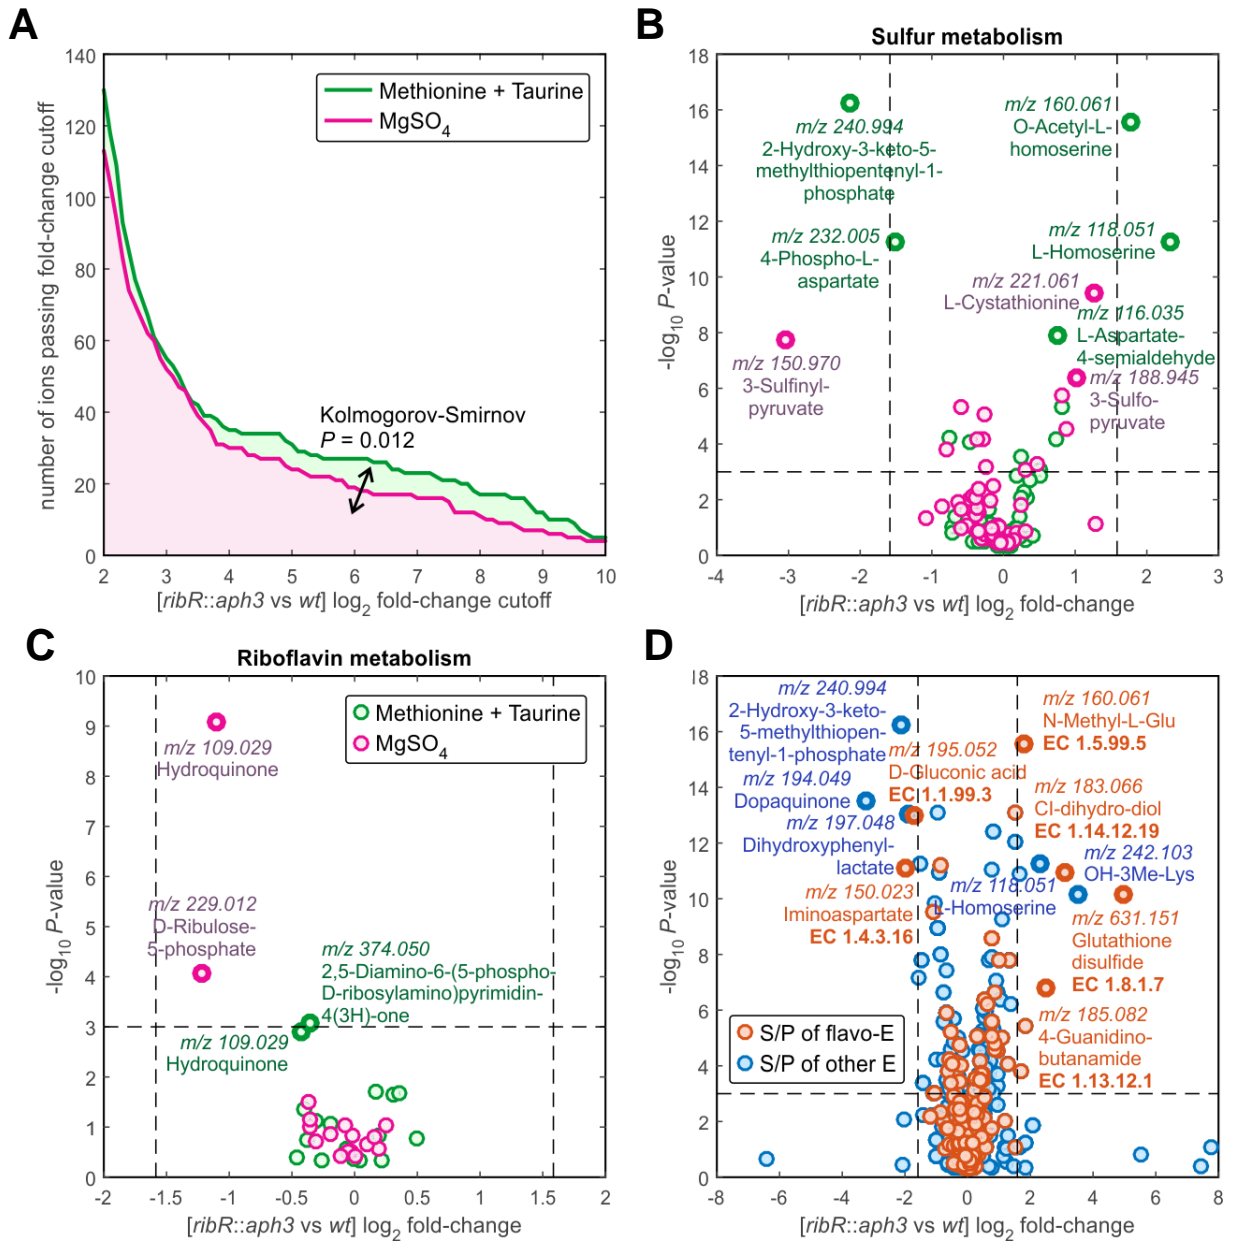 A
140
120
100
80
60
40
20
0
2
3
4
5
6
7
8
9
10
number of ions passing fold-change cutoff
[ribR::aph3 vs wt] log2 fold-change cutoff
Methionine + Taurine
MgSO4
Kolmogorov-Smirnov
P = 0.012
B
Sulfur metabolism
18
16
14
12
10
8
6
4
2
0
-4
-3
-2
-1
0
1
2
3
-log10 P-value
[ribR::aph3 vs wt] log2 fold-change
m/z 240.994
2-Hydroxy-3-keto-5-
methylthiopentenyl-1-
phosphate
m/z 160.061
O-Acetyl-L-
homoserine
m/z 232.005
4-Phospho-L-
aspartate
m/z 118.051
L-Homoserine
m/z 221.061
L-Cystathionine
m/z 116.035
L-Aspartate-
4-semialdehyde
m/z 150.970
3-Sulfinyl-
pyruvate
m/z 188.945
3-Sulfo-
pyruvate
C
Riboflavin metabolism
10
9
8
7
6
5
4
3
2
1
0
-2
-1.5
-1
-0.5
0
0.5
1
1.5
2
-log10 P-value
[ribR::aph3 vs wt] log2 fold-change
Methionine + Taurine
MgSO4
m/z 109.029
Hydroquinone
m/z 229.012
D-Ribulose-
5-phosphate
m/z 374.050
2,5-Diamino-6-(5-phospho-
D-ribosylamino)pyrimidin-
4(3H)-one
m/z 109.029
Hydroquinone
D
18
16
14
12
10
8
6
4
2
0
-8
-6
-4
-2
0
2
4
6
8
-log10 P-value
[ribR::aph3 vs wt] log2 fold-change
m/z 240.994
2-Hydroxy-3-keto-
5-methylthiopen-
tenyl-1-phosphate
m/z 160.061
N-Methyl-L-Glu
EC 1.5.99.5
m/z 195.052
D-Gluconic acid
EC 1.1.99.3
m/z 194.049
Dopaquinone
m/z 183.066
Cl-dihydro-diol
EC 1.14.12.19
m/z 197.048
Dihydroxyphenyl-
lactate
m/z 242.103
OH-3Me-Lys
m/z 118.051
L-Homoserine
m/z 150.023
Iminoaspartate
EC 1.4.3.16
m/z 631.151
Glutathione
disulfide
EC 1.8.1.7
m/z 185.082
4-Guanidino-
butanamide
EC 1.13.12.1
S/P of flavo-E
S/P of other E